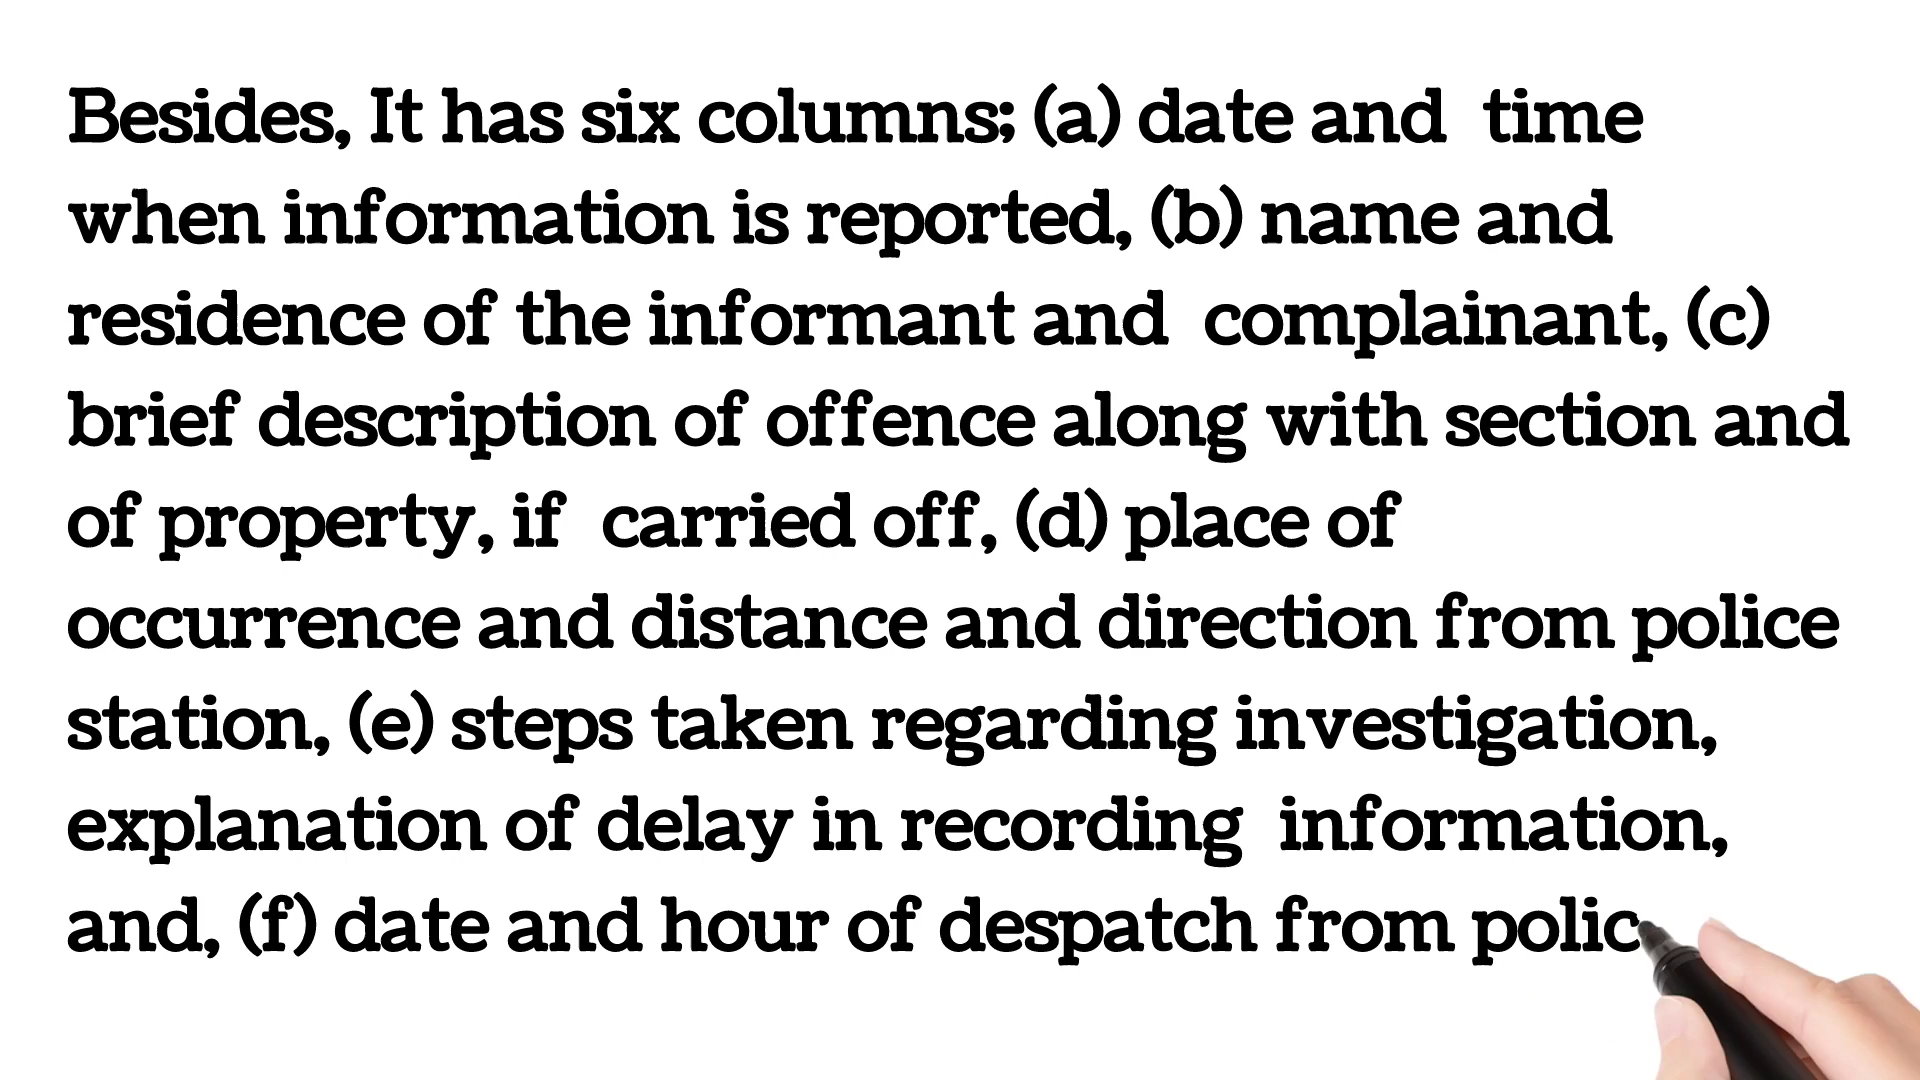 Besides, It has six columns; (a) date and time
when information is reported, (b) name and
residence of the informant and complainant, (c)
brief description of offence along with section and
of property, if carried off, (d) place of
occurrence and distance and direction from police
station, (e) steps taken regarding investigation,
explanation of delay in recording information,
and, (f) date and hour of despatch from polic